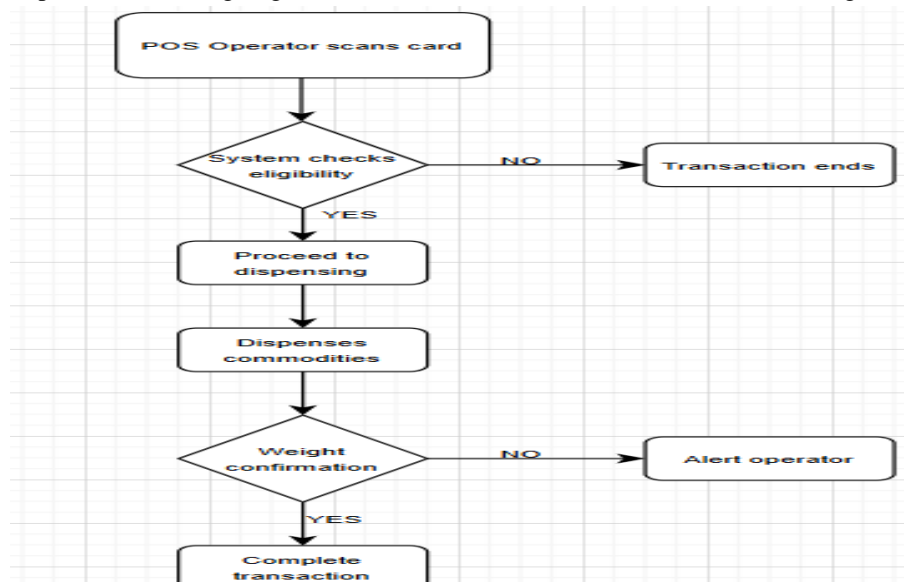 POS Operator scans card
System checks
eligibility
NO
Transaction ends
YES
Proceed to
dispensing
Dispenses
commodities
Weight
confirmation
NO
Alert operator
YES
Complete
transaction